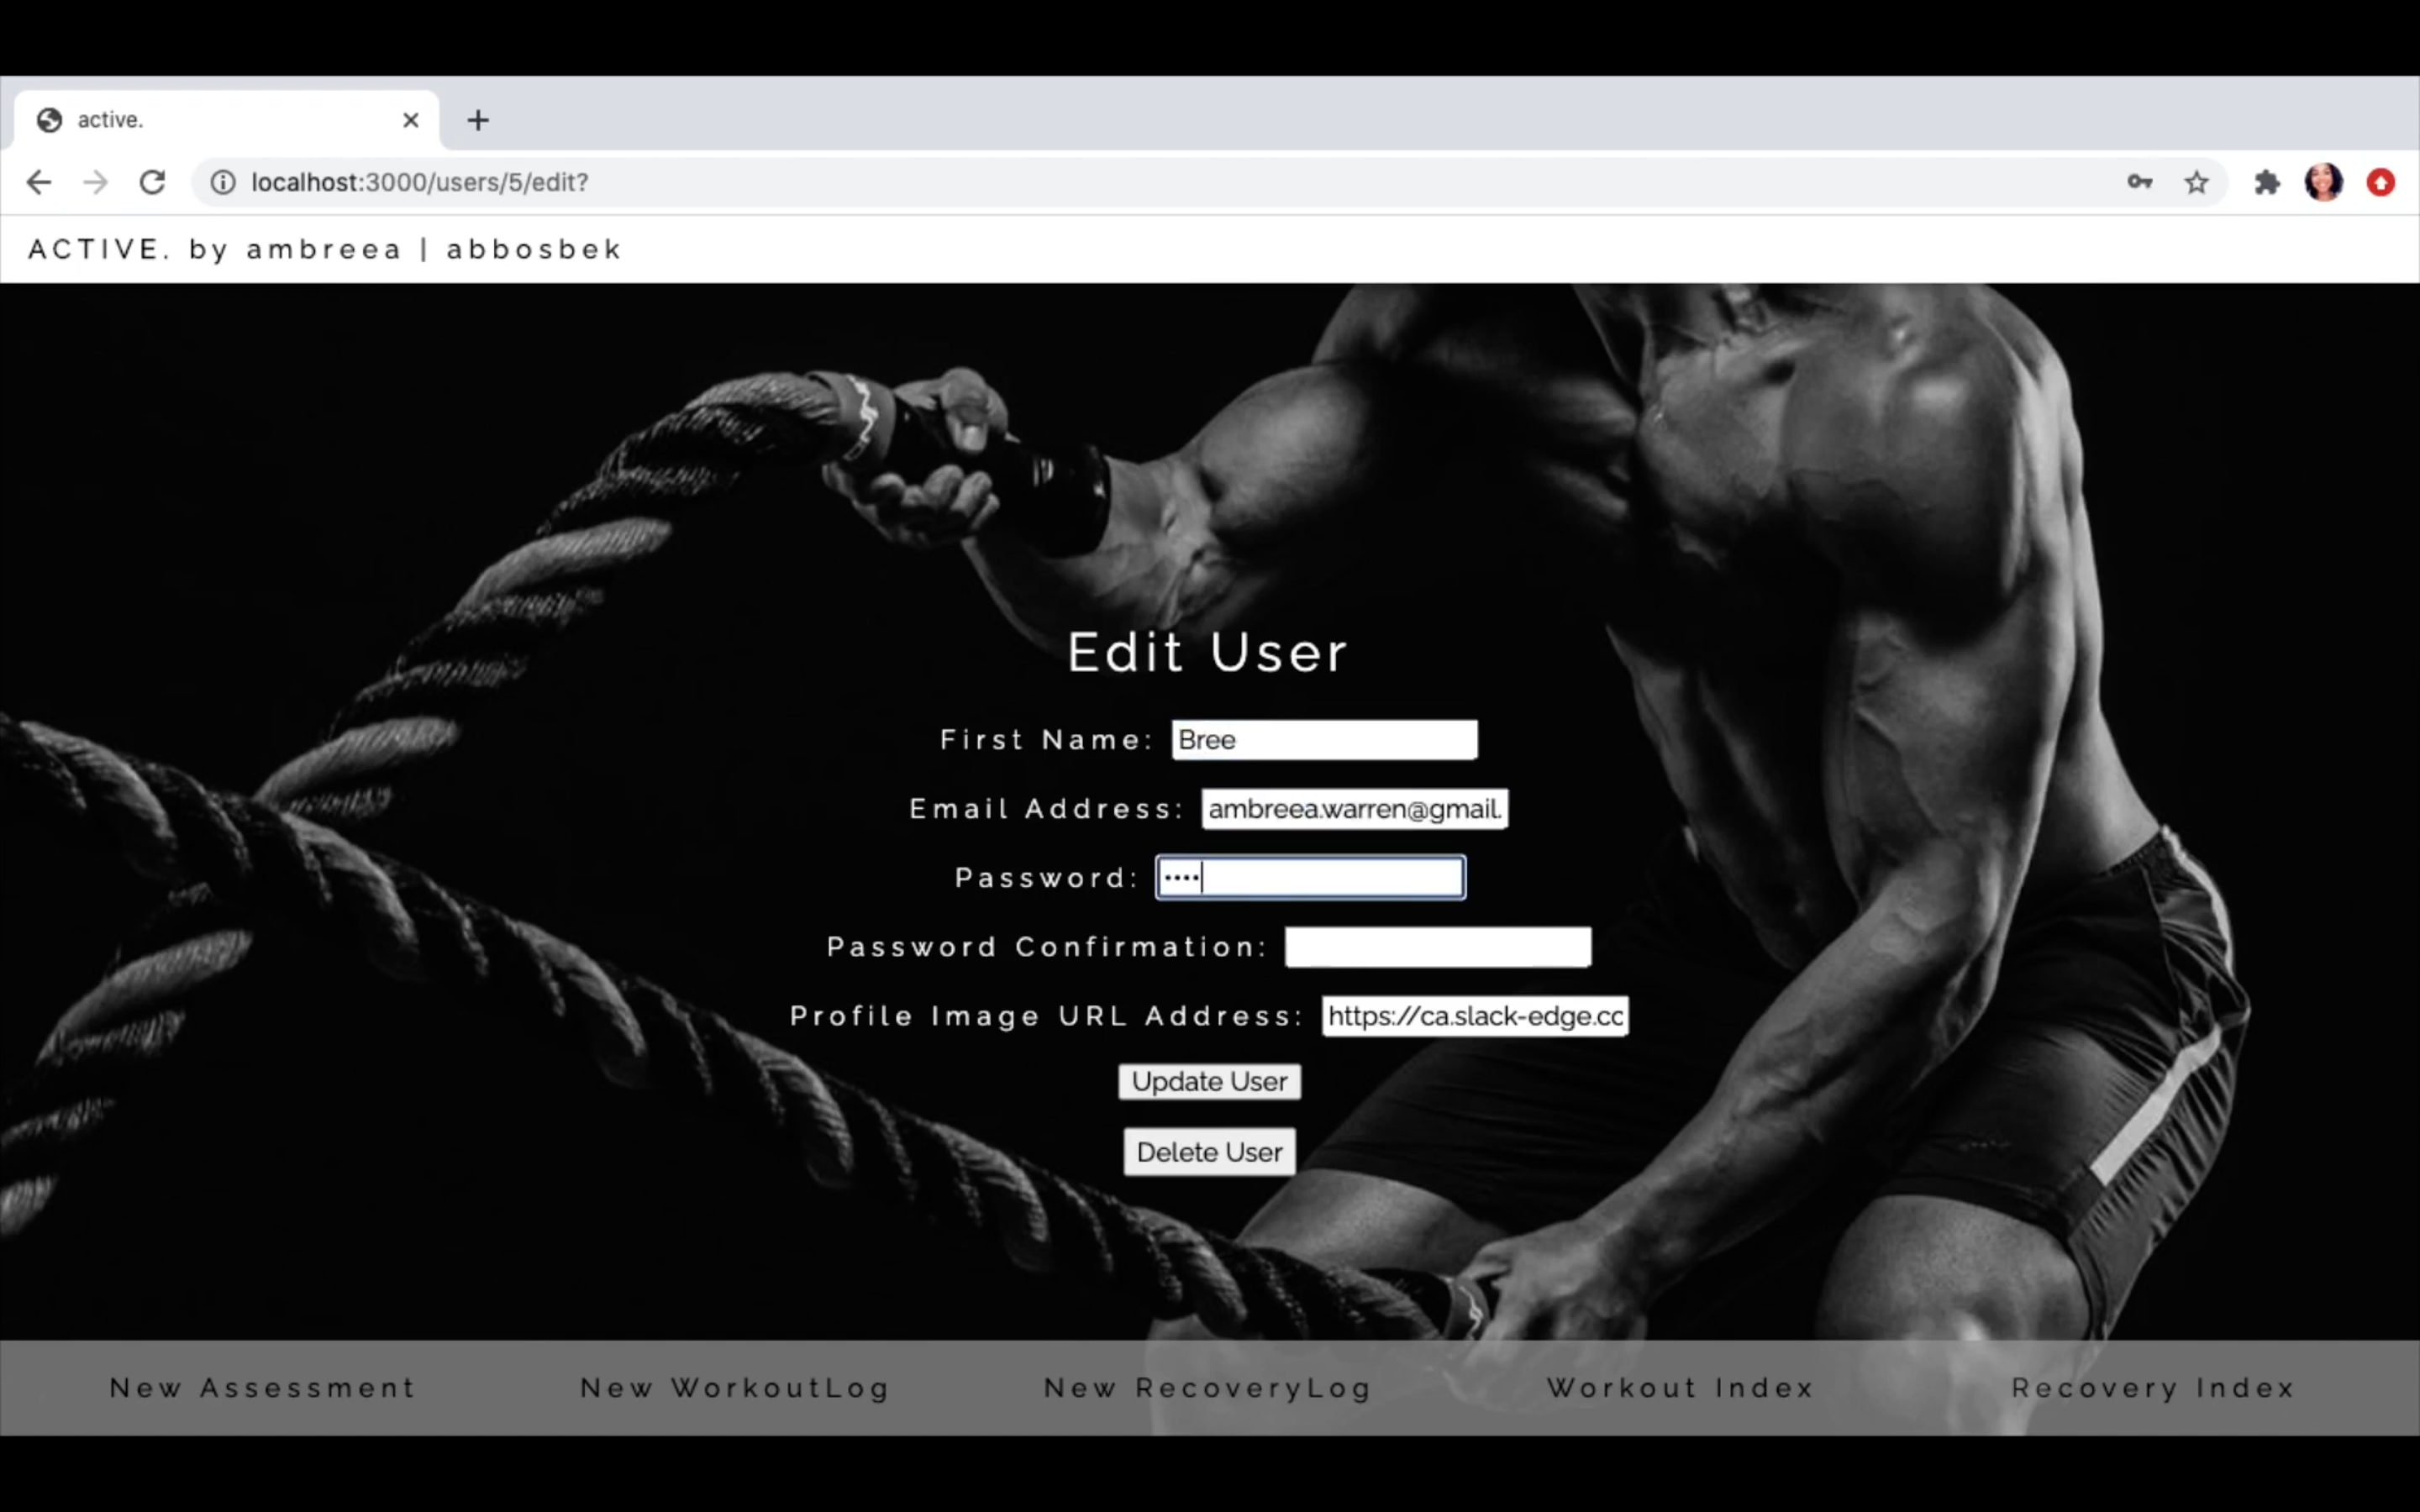 active.
localhost:3000/users/5/edit?
ACTIVE. by ambreea | abbosbek
Edit User
First Name: Bree
Email Address: ambreea.warren@gmail.
Password: ••••
Password Confirmation:
Profile Image URL Address: https://ca.slack-edge.cc
Update User
Delete User
New Assessment New WorkoutLog New RecoveryLog Workout Index Recovery Index